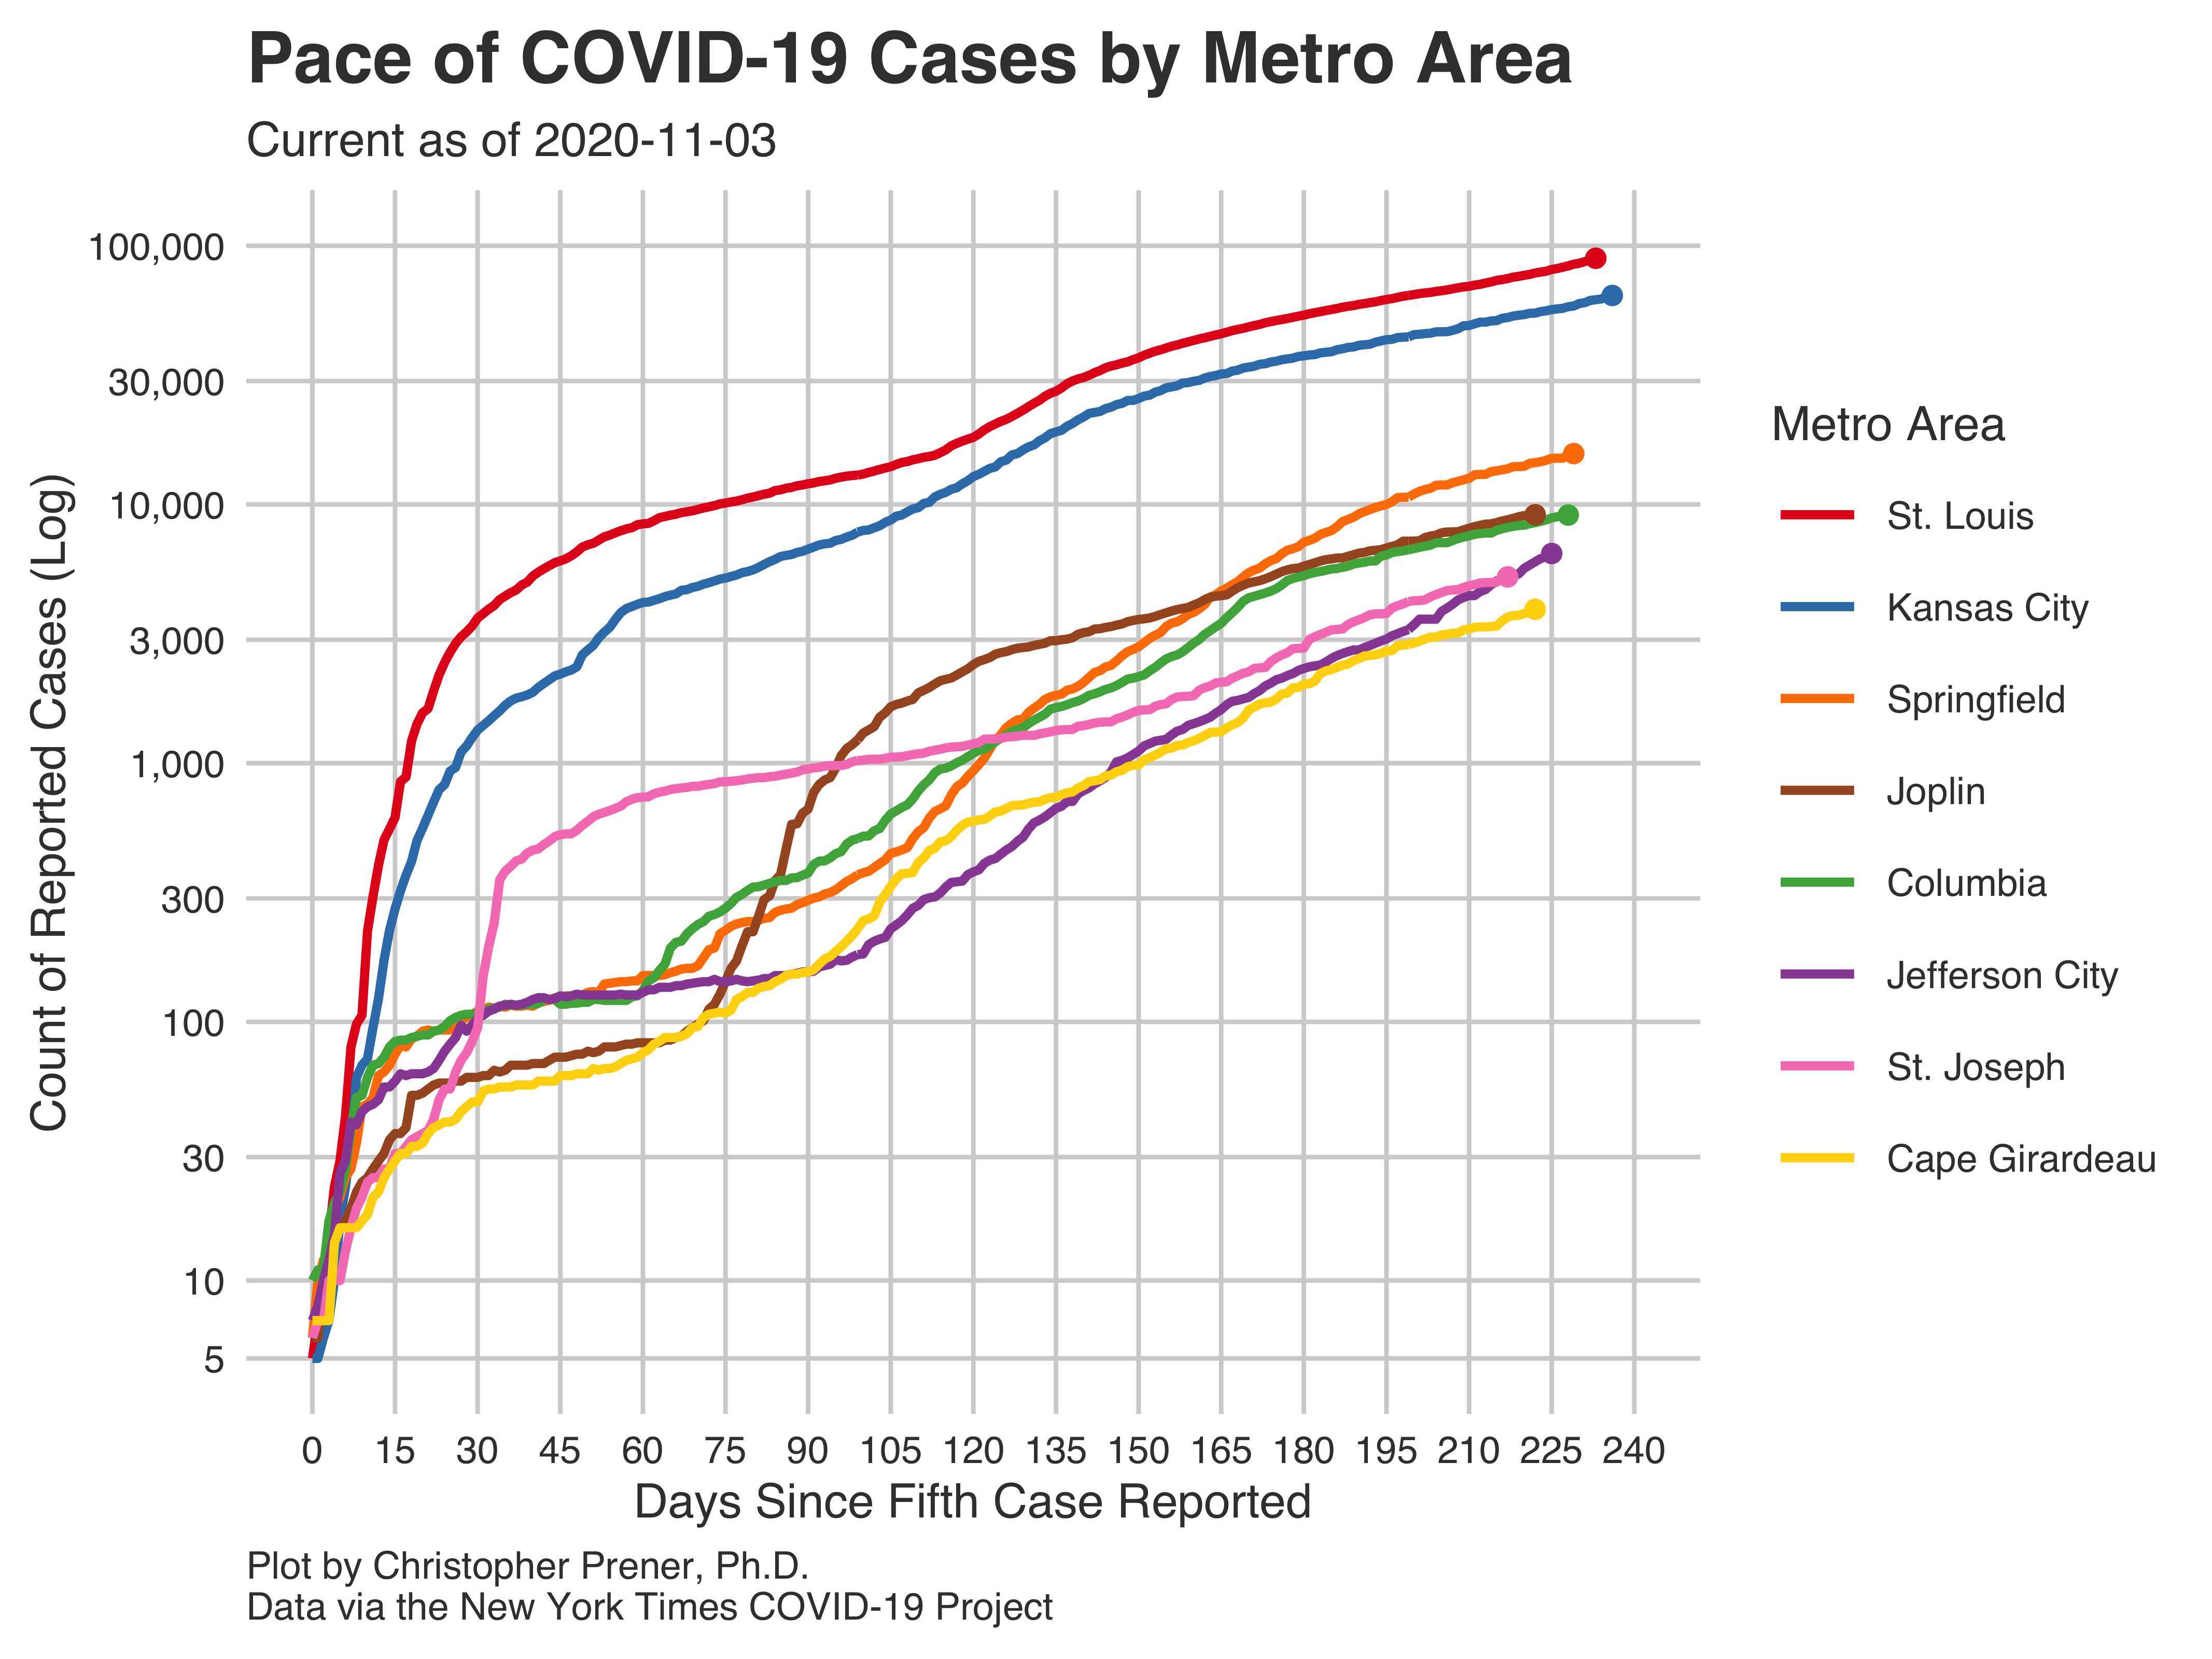 Pace of COVID-19 Cases by Metro Area
Current as of 2020-11-03
Count of Reported Cases (Log)
100,000
30,000
10,000
3,000
1,000
300
100
30
10
5
0 15 30 45 60 75 90 105 120 135 150 165 180 195 210 225 240
Days Since Fifth Case Reported
Metro Area
St. Louis
Kansas City
Springfield
Joplin
Columbia
Jefferson City
St. Joseph
Cape Girardeau
Plot by Christopher Prener, Ph.D.
Data via the New York Times COVID-19 Project